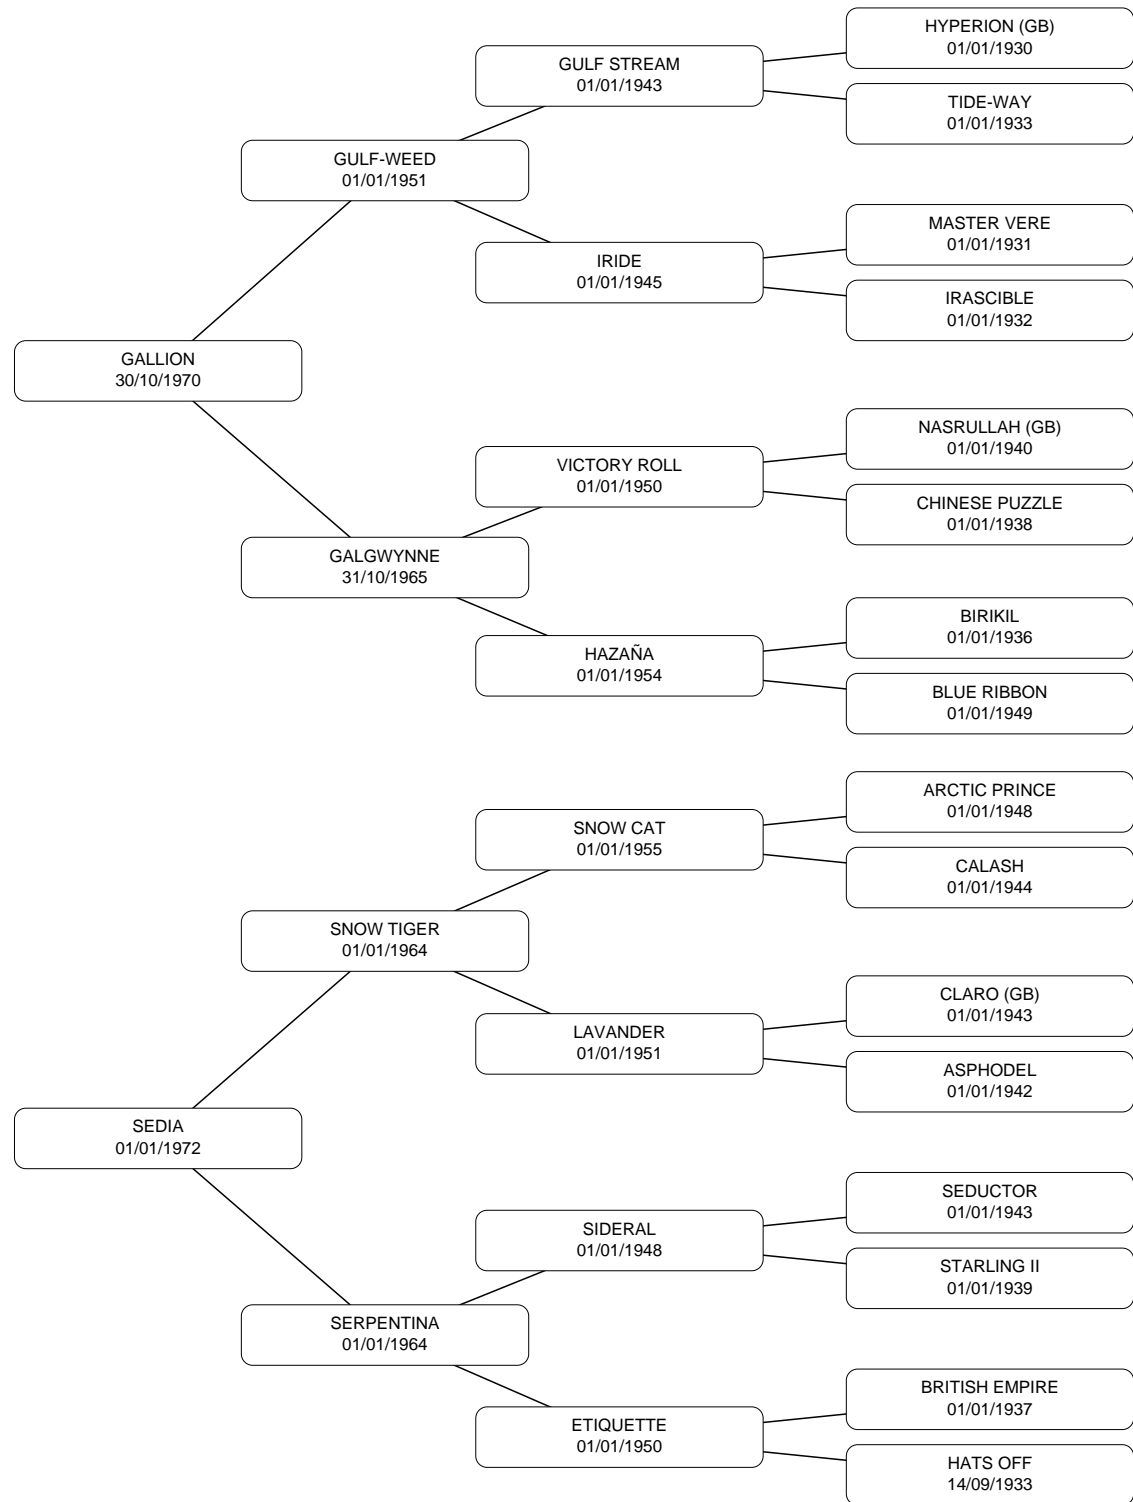 HYPERION (GB)
01/01/1930
GULF STREAM
01/01/1943
TIDE-WAY
01/01/1933
GULF-WEED
01/01/1951
MASTER VERE
01/01/1931
IRIDE
01/01/1945
IRASCIBLE
01/01/1932
GALLION
30/10/1970
NASRULLAH (GB)
01/01/1940
VICTORY ROLL
01/01/1950
CHINESE PUZZLE
01/01/1938
GALGWYNNE
31/10/1965
BIRIKIL
01/01/1936
HAZAÑA
01/01/1954
BLUE RIBBON
01/01/1949
ARCTIC PRINCE
01/01/1948
SNOW CAT
01/01/1955
CALASH
01/01/1944
SNOW TIGER
01/01/1964
CLARO (GB)
01/01/1943
LAVANDER
01/01/1951
ASPHODEL
01/01/1942
SEDIA
01/01/1972
SEDUCTOR
01/01/1943
SIDERAL
01/01/1948
STARLING II
01/01/1939
SERPENTINA
01/01/1964
BRITISH EMPIRE
01/01/1937
ETIQUETTE
01/01/1950
HATS OFF
14/09/1933